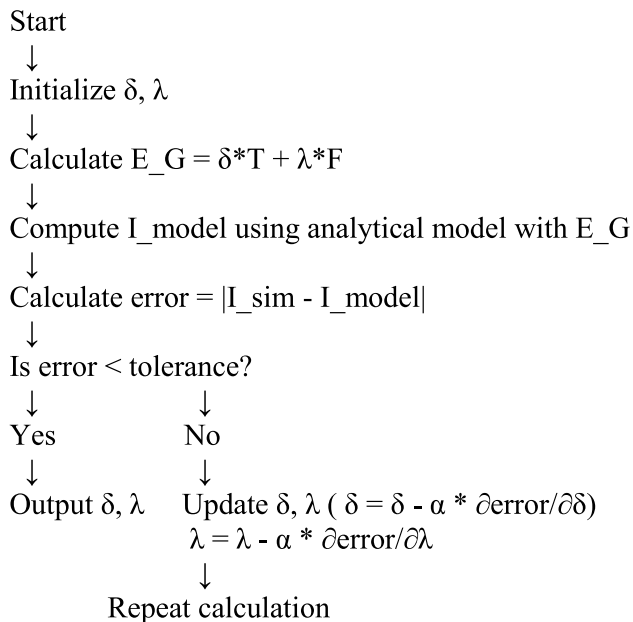 Start
↓
Initialize δ, λ
↓
Calculate E_G = δ*T + λ*F
↓
Compute I_model using analytical model with E_G
↓
Calculate error = |I_sim - I_model|
↓
Is error < tolerance?
↓ ↓
Yes No
↓ ↓
Output δ, λ Update δ, λ ( δ = δ - α * ∂error/∂δ)
λ = λ - α * ∂error/∂λ
↓
Repeat calculation